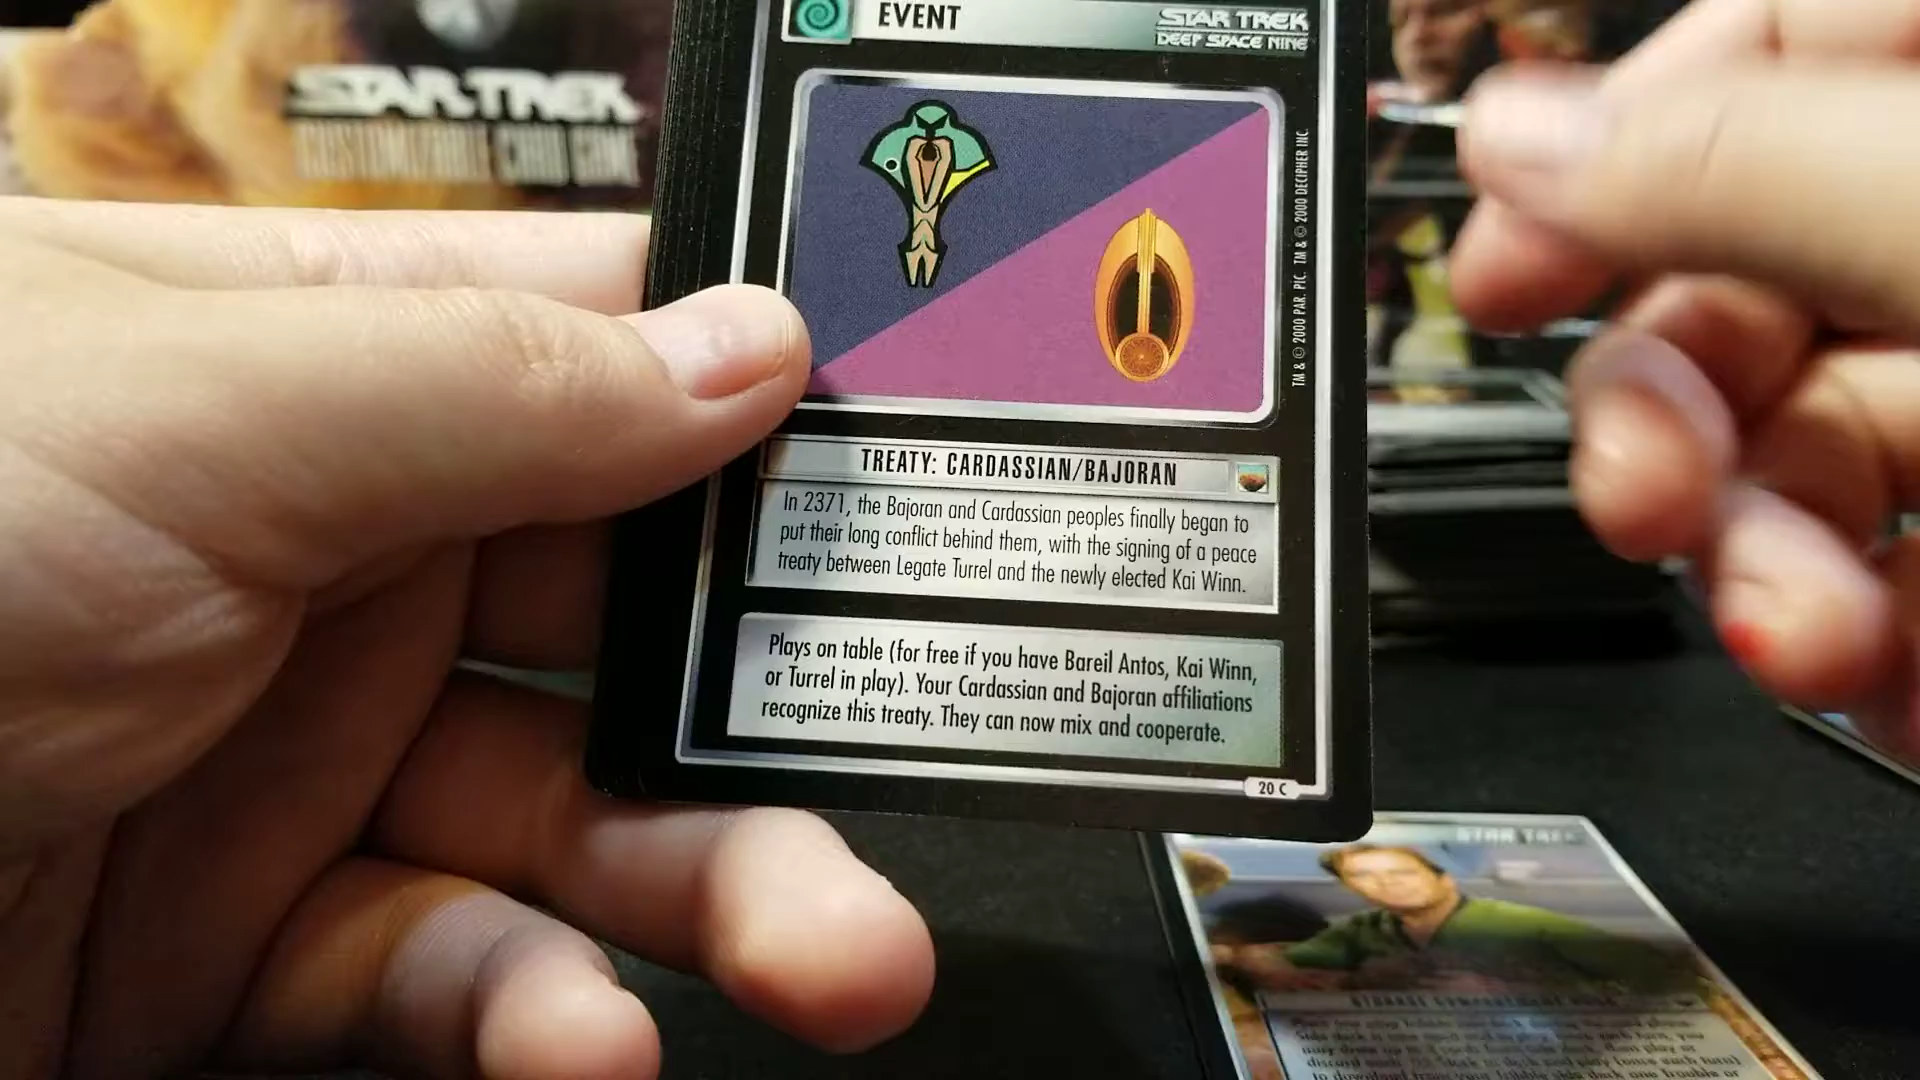 EVENT
STAR TREK
DEEP SPACE NINE
STAR TREK
CUSTOMIZABLE CARD GAME
TM & © 2000 PAR. PIC. TM & © 2000 DECIPHER INC.
TREATY: CARDASSIAN/BAJORAN
In 2371, the Bajoran and Cardassian peoples finally began to
put their long conflict behind them, with the signing of a peace
treaty between Legate Turrel and the newly elected Kai Winn.
Plays on table (for free if you have Bareil Antos, Kai Winn,
or Turrel in play). Your Cardassian and Bajoran affiliations
recognize this treaty. They can now mix and cooperate.
20 C
STAR TREK